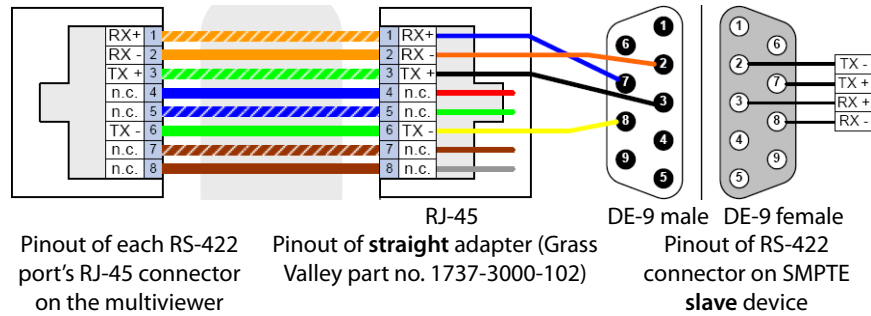 RX+ 1
RX - 2
TX + 3
n.c. 4
n.c. 5
TX - 6
n.c. 7
n.c. 8
1 RX+
2 RX -
3 TX +
4 n.c.
5 n.c.
6 TX -
7 n.c.
8 n.c.
1
6
2
7
3
8
4
9
5
1
6
2
7
3
8
4
9
5
TX -
TX +
RX +
RX -
RJ-45
DE-9 male
DE-9 female
Pinout of each RS-422
port's RJ-45 connector
on the multiviewer
Pinout of straight adapter (Grass
Valley part no. 1737-3000-102)
Pinout of RS-422
connector on SMPTE
slave device